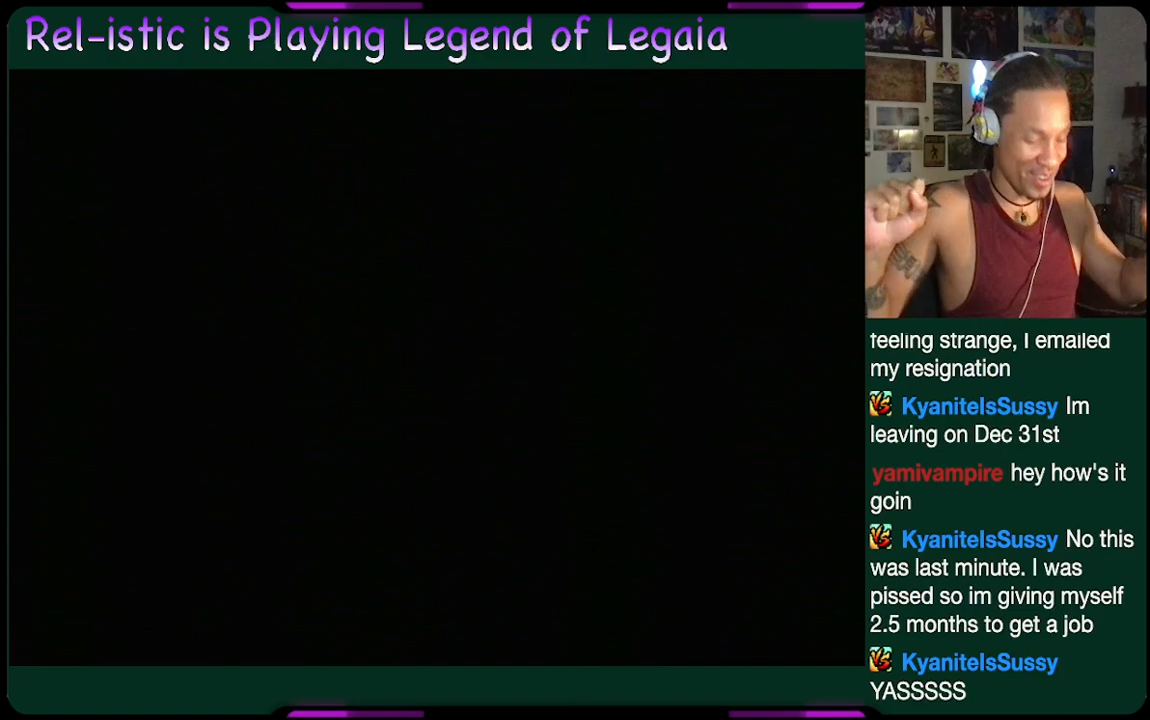 Rel-istic is Playing Legend of Legaia
feeling strange, I emailed
my resignation
KyaniteIsSussy Im
leaving on Dec 31st
yamivampire hey how's it
goin
KyaniteIsSussy No this
was last minute. I was
pissed so im giving myself
2.5 months to get a job
KyaniteIsSussy
YASSSSS